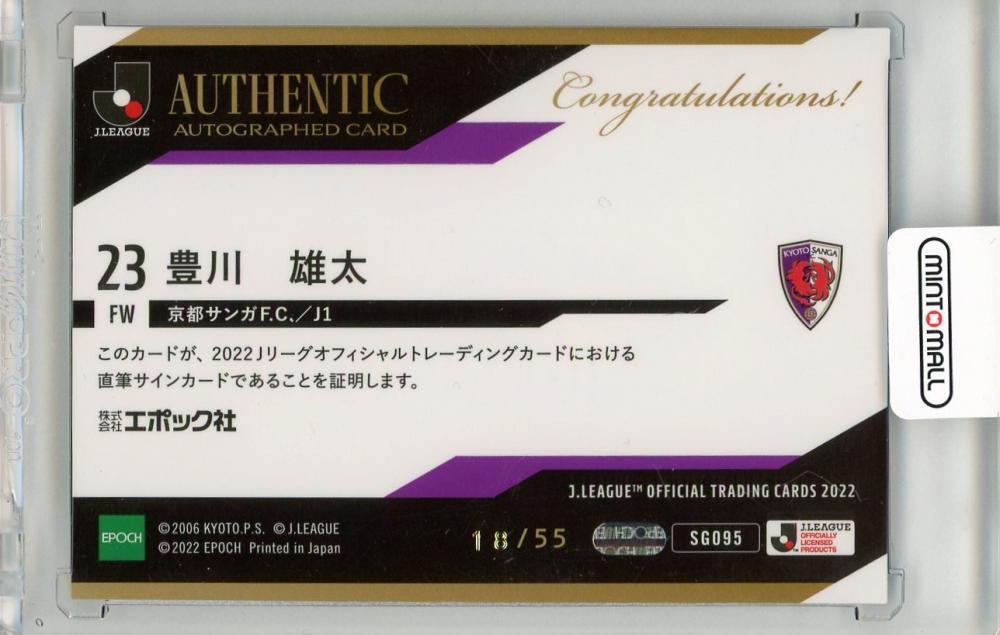 J.LEAGUE
AUTHENTIC
AUTOGRAPHED CARD
Congratulations!
23 豊川 雄太
FW 京都サンガF.C.／J1
KYOTO SANGA
このカードが、2022Jリーグオフィシャルトレーディングカードにおける
直筆サインカードであることを証明します。
株式会社エポック社
J.LEAGUE™ OFFICIAL TRADING CARDS 2022
EPOCH
©2006 KYOTO.P.S. ©J.LEAGUE
©2022 EPOCH Printed in Japan
18/55
SG095
J.LEAGUE
OFFICIALLY
LICENSED
PRODUCTS
MINT MALL